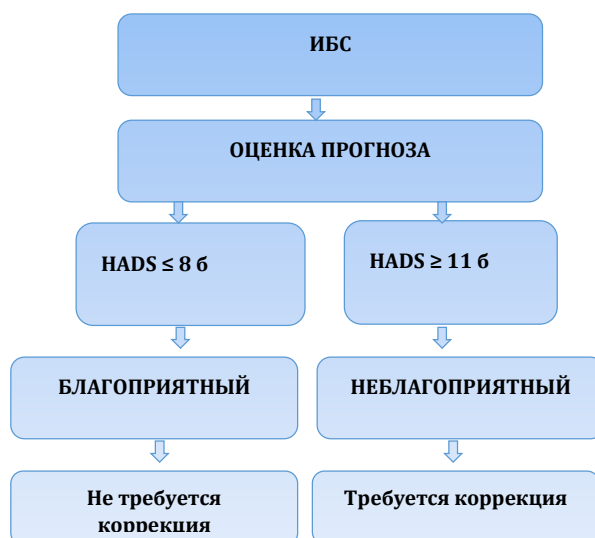 ИБС
ОЦЕНКА ПРОГНОЗА
HADS ≤ 8 б
HADS ≥ 11 б
БЛАГОПРИЯТНЫЙ
НЕБЛАГОПРИЯТНЫЙ
Не требуется
коррекция
Требуется коррекция